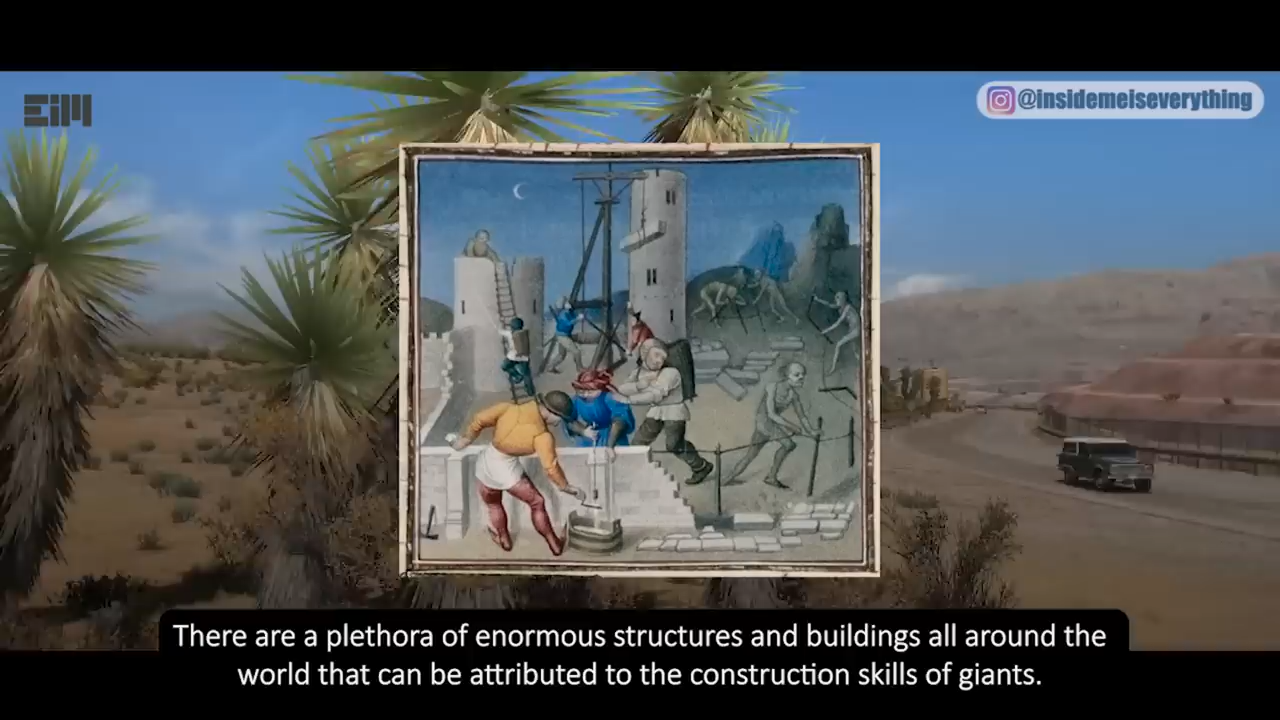 EiM
@insidemeiseverything
There are a plethora of enormous structures and buildings all around the
world that can be attributed to the construction skills of giants.